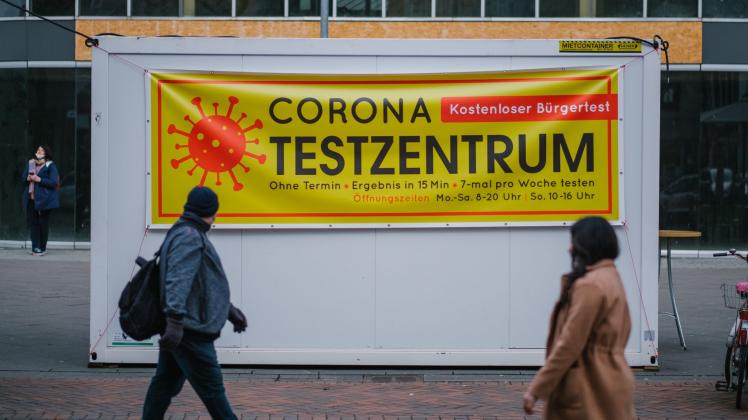 MIETCONTAINER
CORONA
Kostenloser Bürgertest
TESTZENTRUM
Ohne Termin • Ergebnis in 15 Min • 7-mal pro Woche testen
Öffnungszeiten Mo.-Sa. 8-20 Uhr | So. 10-16 Uhr